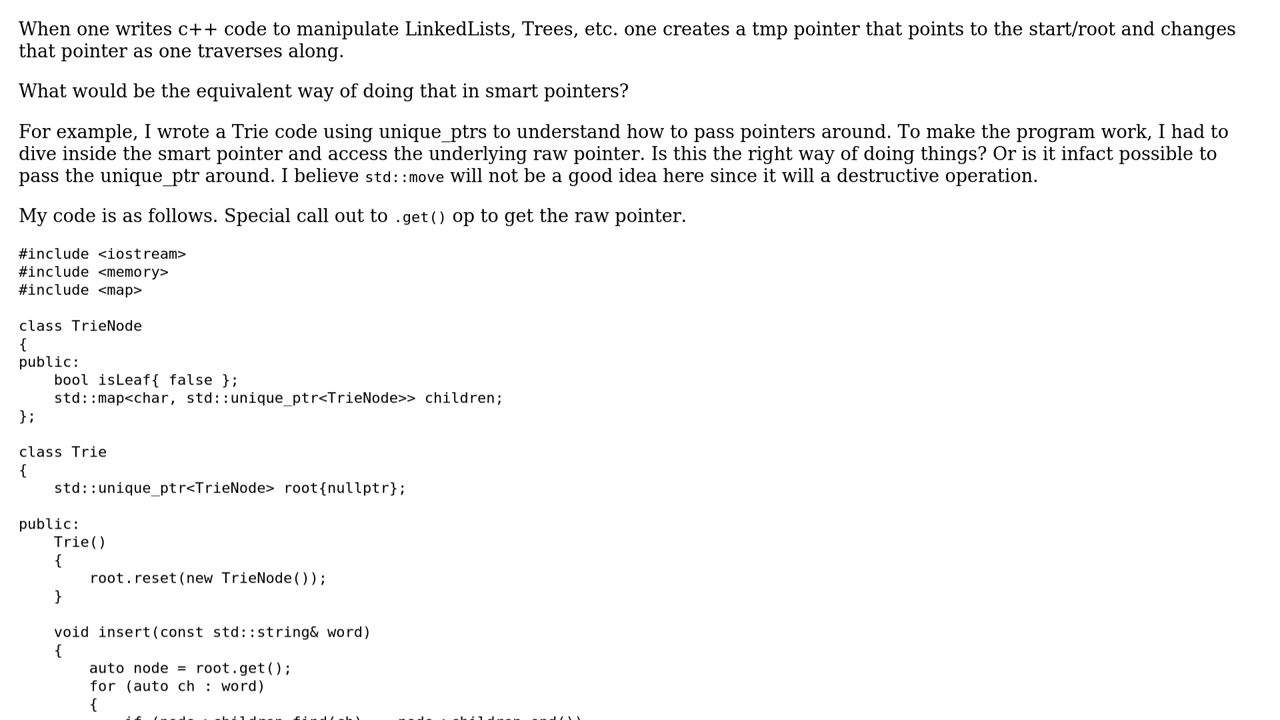 When one writes c++ code to manipulate LinkedLists, Trees, etc. one creates a tmp pointer that points to the start/root and changes
that pointer as one traverses along.
What would be the equivalent way of doing that in smart pointers?
For example, I wrote a Trie code using unique_ptrs to understand how to pass pointers around. To make the program work, I had to
dive inside the smart pointer and access the underlying raw pointer. Is this the right way of doing things? Or is it infact possible to
pass the unique_ptr around. I believe std::move will not be a good idea here since it will a destructive operation.
My code is as follows. Special call out to .get() op to get the raw pointer.
#include <iostream>
#include <memory>
#include <map>
class TrieNode
{
public:
    bool isLeaf{ false };
    std::map<char, std::unique_ptr<TrieNode>> children;
};
class Trie
{
    std::unique_ptr<TrieNode> root{nullptr};
public:
    Trie()
    {
        root.reset(new TrieNode());
    }
    void insert(const std::string& word)
    {
        auto node = root.get();
        for (auto ch : word)
        {